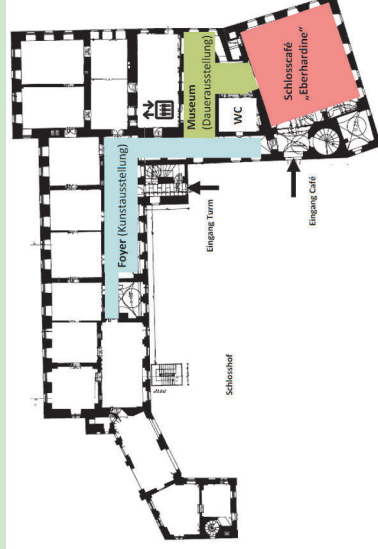 Foyer (Kunstausstellung)
Museum
(Dauerausstellung)
WC
Schlosscafé
„Eberhardine"
Eingang Turm
Eingang Café
Schlosshof